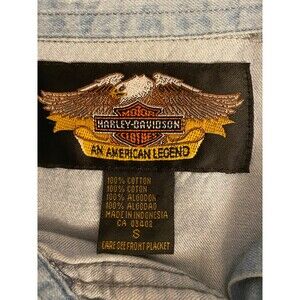 MOTOR
HARLEY-DAVIDSON
CLOTHES
AN AMERICAN LEGEND
100% COTTON
100% COTON
100% ALGODON
100% ALGODAO
MADE IN INDONESIA
CA 03402
S
CARE SEE FRONT PLACKET